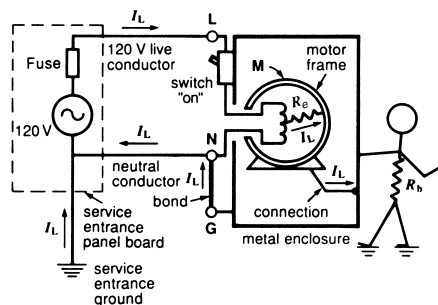 I_L
L
120 V live
conductor
Fuse
switch
"on"
M
motor
frame
R_e
I_L
120 V
I_L
N
neutral
conductor
I_L
bond
I_L
connection
R_h
I_L
service
entrance
panel board
G
metal enclosure
service
entrance
ground